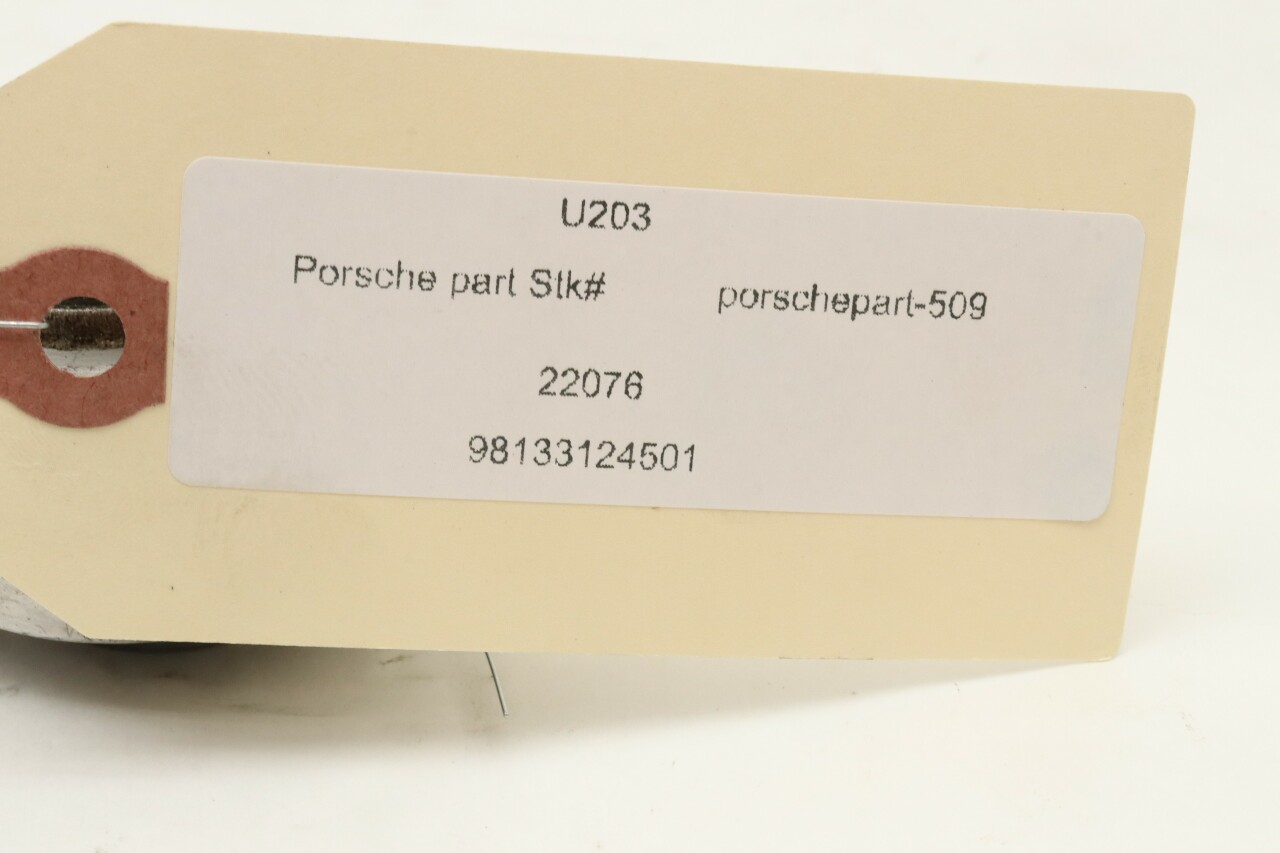 U203
Porsche part Stk# porschepart-509
22076
98133124501